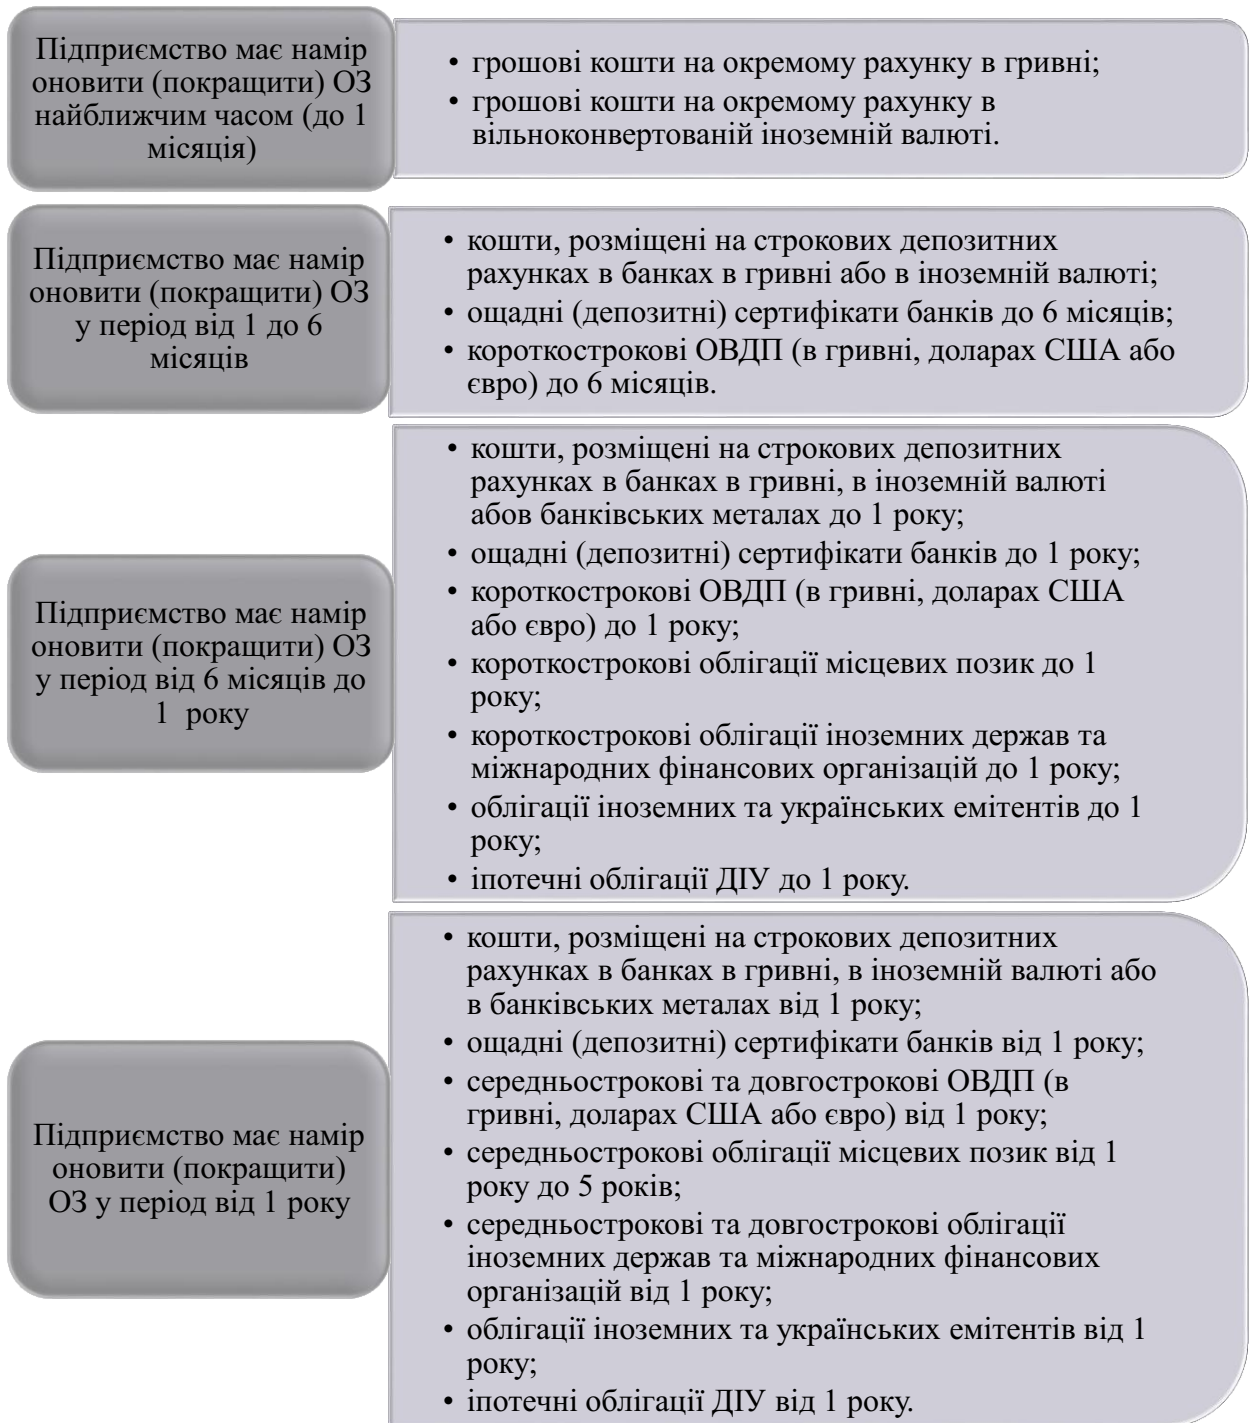 Підприємство має намір
оновити (покращити) ОЗ
найближчим часом (до 1
місяця)
• грошові кошти на окремому рахунку в гривні;
• грошові кошти на окремому рахунку в
вільноконвертованій іноземній валюті.
Підприємство має намір
оновити (покращити) ОЗ
у період від 1 до 6
місяців
• кошти, розміщені на строкових депозитних
рахунках в банках в гривні або в іноземній валюті;
• ощадні (депозитні) сертифікати банків до 6 місяців;
• короткострокові ОВДП (в гривні, доларах США або
євро) до 6 місяців.
Підприємство має намір
оновити (покращити) ОЗ
у період від 6 місяців до
1 року
• кошти, розміщені на строкових депозитних
рахунках в банках в гривні, в іноземній валюті
абов банківських металах до 1 року;
• ощадні (депозитні) сертифікати банків до 1 року;
• короткострокові ОВДП (в гривні, доларах США
або євро) до 1 року;
• короткострокові облігації місцевих позик до 1
року;
• короткострокові облігації іноземних держав та
міжнародних фінансових організацій до 1 року;
• облігації іноземних та українських емітентів до 1
року;
• іпотечні облігації ДІУ до 1 року.
Підприємство має намір
оновити (покращити)
ОЗ у період від 1 року
• кошти, розміщені на строкових депозитних
рахунках в банках в гривні, в іноземній валюті або
в банківських металах від 1 року;
• ощадні (депозитні) сертифікати банків від 1 року;
• середньострокові та довгострокові ОВДП (в
гривні, доларах США або євро) від 1 року;
• середньострокові облігації місцевих позик від 1
року до 5 років;
• середньострокові та довгострокові облігації
іноземних держав та міжнародних фінансових
організацій від 1 року;
• облігації іноземних та українських емітентів від 1
року;
• іпотечні облігації ДІУ від 1 року.